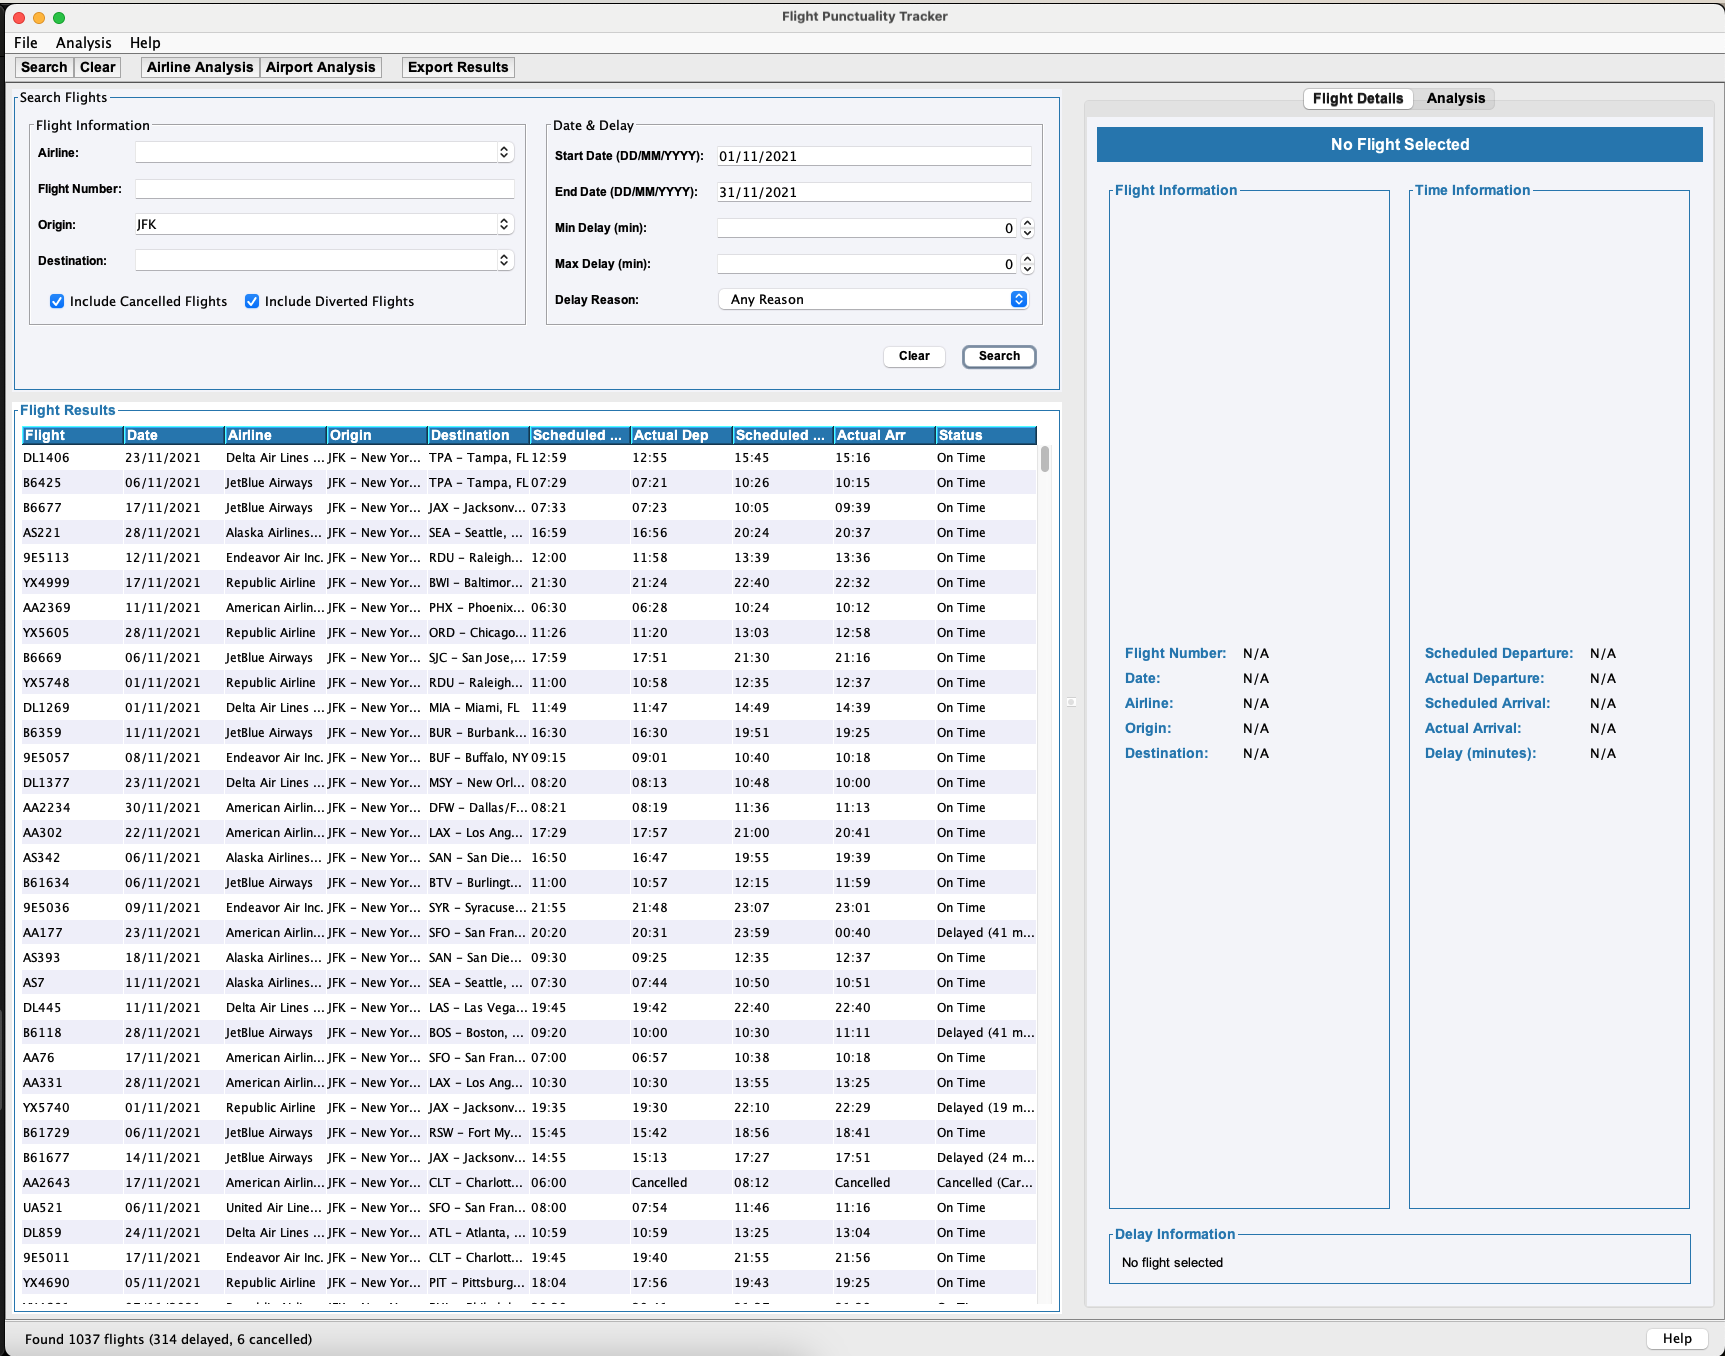 Flight Punctuality Tracker
File Analysis Help
Search Clear Airline Analysis Airport Analysis Export Results
Search Flights
Flight Information
Airline:
Flight Number:
Origin: JFK
Destination:
Include Cancelled Flights Include Diverted Flights
Date & Delay
Start Date (DD/MM/YYYY): 01/11/2021
End Date (DD/MM/YYYY): 31/11/2021
Min Delay (min): 0
Max Delay (min): 0
Delay Reason: Any Reason
Clear Search
Flight Results
Flight Date Airline Origin Destination Scheduled ... Actual Dep Scheduled ... Actual Arr Status
DL1406 23/11/2021 Delta Air Lines ... JFK – New Yor... TPA – Tampa, FL 12:59 12:55 15:45 15:16 On Time
B6425 06/11/2021 JetBlue Airways JFK – New Yor... TPA – Tampa, FL 07:29 07:21 10:26 10:15 On Time
B6677 17/11/2021 JetBlue Airways JFK – New Yor... JAX – Jacksonv... 07:33 07:23 10:05 09:39 On Time
AS221 28/11/2021 Alaska Airlines... JFK – New Yor... SEA – Seattle, ... 16:59 16:56 20:24 20:37 On Time
9E5113 12/11/2021 Endeavor Air Inc. JFK – New Yor... RDU – Raleigh... 12:00 11:58 13:39 13:36 On Time
YX4999 17/11/2021 Republic Airline JFK – New Yor... BWI – Baltimor... 21:30 21:24 22:40 22:32 On Time
AA2369 11/11/2021 American Airlin... JFK – New Yor... PHX – Phoenix... 06:30 06:28 10:24 10:12 On Time
YX5605 28/11/2021 Republic Airline JFK – New Yor... ORD – Chicago... 11:26 11:20 13:03 12:58 On Time
B6669 06/11/2021 JetBlue Airways JFK – New Yor... SJC – San Jose,... 17:59 17:51 21:30 21:16 On Time
YX5748 01/11/2021 Republic Airline JFK – New Yor... RDU – Raleigh... 11:00 10:58 12:35 12:37 On Time
DL1269 01/11/2021 Delta Air Lines ... JFK – New Yor... MIA – Miami, FL 11:49 11:47 14:49 14:39 On Time
B6359 11/11/2021 JetBlue Airways JFK – New Yor... BUR – Burbank... 16:30 16:30 19:51 19:25 On Time
9E5057 08/11/2021 Endeavor Air Inc. JFK – New Yor... BUF – Buffalo, NY 09:15 09:01 10:40 10:18 On Time
DL1377 23/11/2021 Delta Air Lines ... JFK – New Yor... MSY – New Orl... 08:20 08:13 10:48 10:00 On Time
AA2234 30/11/2021 American Airlin... JFK – New Yor... DFW – Dallas/F... 08:21 08:19 11:36 11:13 On Time
AA302 22/11/2021 American Airlin... JFK – New Yor... LAX – Los Ang... 17:29 17:57 21:00 20:41 On Time
AS342 06/11/2021 Alaska Airlines... JFK – New Yor... SAN – San Die... 16:50 16:47 19:55 19:39 On Time
B61634 06/11/2021 JetBlue Airways JFK – New Yor... BTV – Burlingt... 11:00 10:57 12:15 11:59 On Time
9E5036 09/11/2021 Endeavor Air Inc. JFK – New Yor... SYR – Syracuse... 21:55 21:48 23:07 23:01 On Time
AA177 23/11/2021 American Airlin... JFK – New Yor... SFO – San Fran... 20:20 20:31 23:59 00:40 Delayed (41 m...
AS393 18/11/2021 Alaska Airlines... JFK – New Yor... SAN – San Die... 09:30 09:25 12:35 12:37 On Time
AS7 11/11/2021 Alaska Airlines... JFK – New Yor... SEA – Seattle, ... 07:30 07:44 10:50 10:51 On Time
DL445 11/11/2021 Delta Air Lines ... JFK – New Yor... LAS – Las Vega... 19:45 19:42 22:40 22:40 On Time
B6118 28/11/2021 JetBlue Airways JFK – New Yor... BOS – Boston, ... 09:20 10:00 10:30 11:11 Delayed (41 m...
AA76 17/11/2021 American Airlin... JFK – New Yor... SFO – San Fran... 07:00 06:57 10:38 10:18 On Time
AA331 28/11/2021 American Airlin... JFK – New Yor... LAX – Los Ang... 10:30 10:30 13:55 13:25 On Time
YX5740 01/11/2021 Republic Airline JFK – New Yor... JAX – Jacksonv... 19:35 19:30 22:10 22:29 Delayed (19 m...
B61729 06/11/2021 JetBlue Airways JFK – New Yor... RSW – Fort My... 15:45 15:42 18:56 18:41 On Time
B61677 14/11/2021 JetBlue Airways JFK – New Yor... JAX – Jacksonv... 14:55 15:13 17:27 17:51 Delayed (24 m...
AA2643 17/11/2021 American Airlin... JFK – New Yor... CLT – Charlott... 06:00 Cancelled 08:12 Cancelled Cancelled (Car...
UA521 06/11/2021 United Air Line... JFK – New Yor... SFO – San Fran... 08:00 07:54 11:46 11:16 On Time
DL859 24/11/2021 Delta Air Lines ... JFK – New Yor... ATL – Atlanta, ... 10:59 10:59 13:25 13:04 On Time
9E5011 17/11/2021 Endeavor Air Inc. JFK – New Yor... CLT – Charlott... 19:45 19:40 21:55 21:56 On Time
YX4690 05/11/2021 Republic Airline JFK – New Yor... PIT – Pittsburg... 18:04 17:56 19:43 19:25 On Time
Found 1037 flights (314 delayed, 6 cancelled)
Flight Details Analysis
No Flight Selected
Flight Information
Flight Number: N/A
Date: N/A
Airline: N/A
Origin: N/A
Destination: N/A
Time Information
Scheduled Departure: N/A
Actual Departure: N/A
Scheduled Arrival: N/A
Actual Arrival: N/A
Delay (minutes): N/A
Delay Information
No flight selected
Help